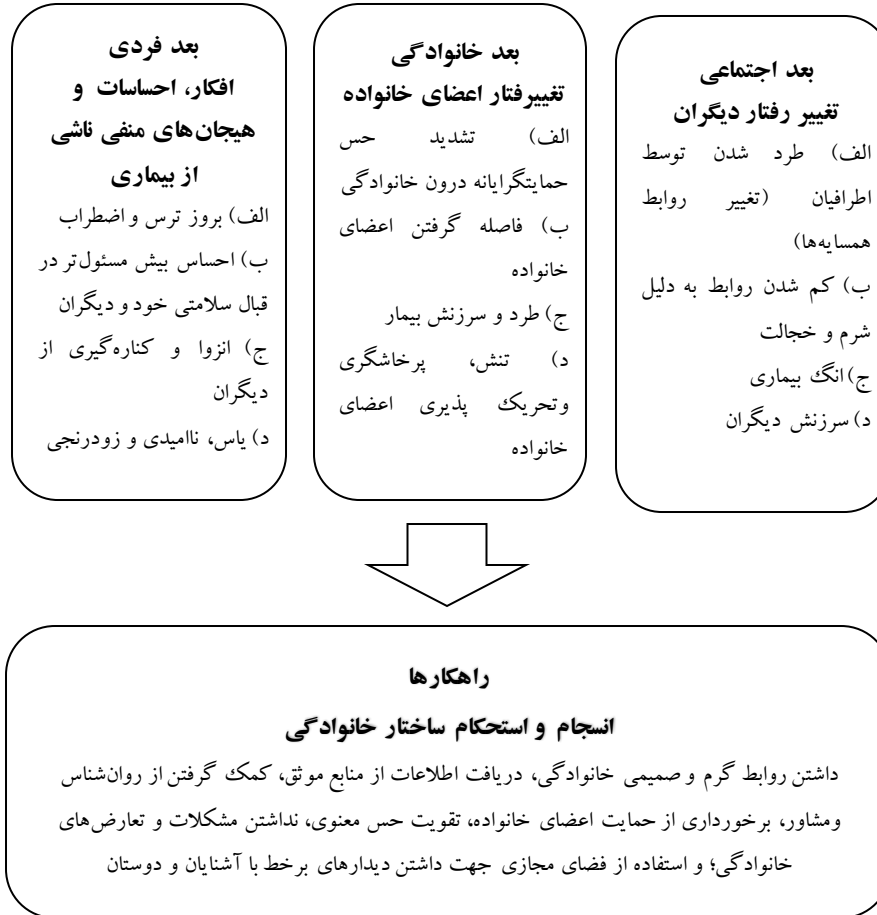 بعد اجتماعی
تغییر رفتار دیگران
الف) طرد شدن توسط
اطرافیان (تغییر روابط
همسایه‌ها)
ب) کم شدن روابط به دلیل
شرم و خجالت
ج)انگ بیماری
د)سرزنش دیگران
بعد خانوادگی
تغییررفتار اعضای خانواده
الف) تشدید حس
حمایتگرایانه درون خانوادگی
ب) فاصله گرفتن اعضای
خانواده
ج) طرد و سرزنش بیمار
د) تنش، پرخاشگری
وتحریک پذیری اعضای
خانواده
بعد فردی
افکار، احساسات و
هیجان‌های منفی ناشی
از بیماری
الف) بروز ترس و اضطراب
ب) احساس بیش مسئول‌تر در
قبال سلامتی خود و دیگران
ج) انزوا و کناره‌گیری از
دیگران
د) یاس، ناامیدی و زودرنجی
راهکارها
انسجام و استحکام ساختار خانوادگی
داشتن روابط گرم و صمیمی خانوادگی، دریافت اطلاعات از منابع موثق، کمک گرفتن از روان‌شناس
ومشاور، برخورداری از حمایت اعضای خانواده، تقویت حس معنوی، نداشتن مشکلات و تعارض‌های
خانوادگی؛ و استفاده از فضای مجازی جهت داشتن دیدارهای برخط با آشنایان و دوستان